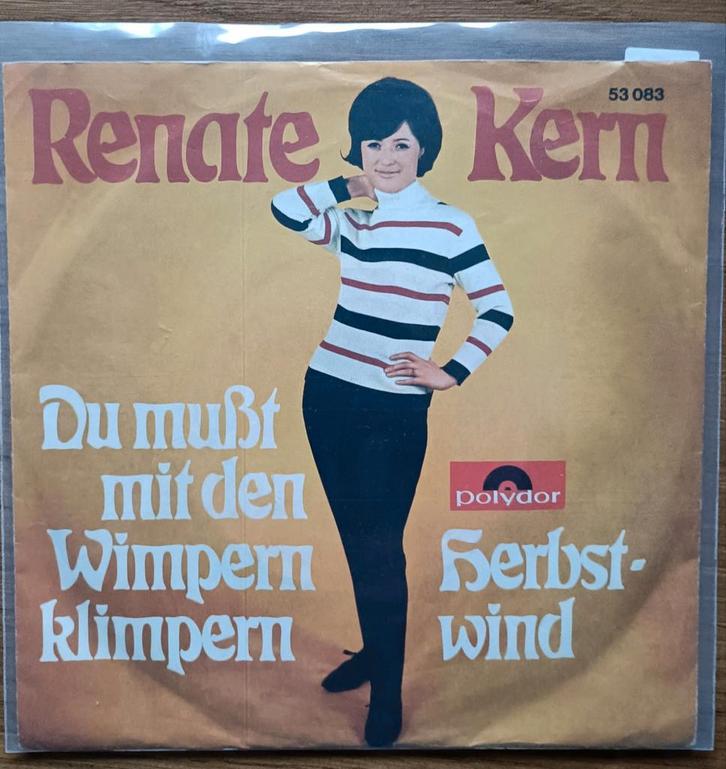 Renate Kern
53 083
Du mußt
mit den
Wimpern
klimpern
polydor
Herbst-
wind